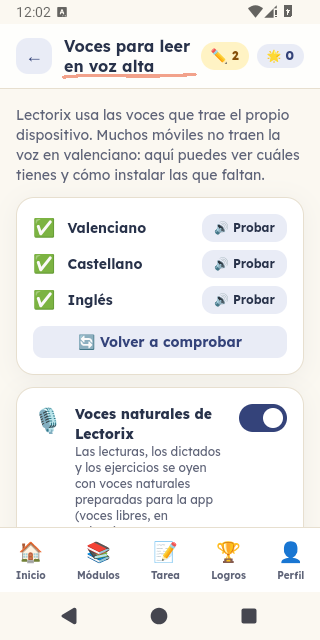 12:02
Voces para leer
en voz alta
✏️ 2
🌟 0
Lectorix usa las voces que trae el propio
dispositivo. Muchos móviles no traen la
voz en valenciano: aquí puedes ver cuáles
tienes y cómo instalar las que faltan.
✅ Valenciano 🔊 Probar
✅ Castellano 🔊 Probar
✅ Inglés 🔊 Probar
🔄 Volver a comprobar
Voces naturales de
Lectorix
Las lecturas, los dictados
y los ejercicios se oyen
con voces naturales
preparadas para la app
(voces libres, en
Inicio Módulos Tarea Logros Perfil